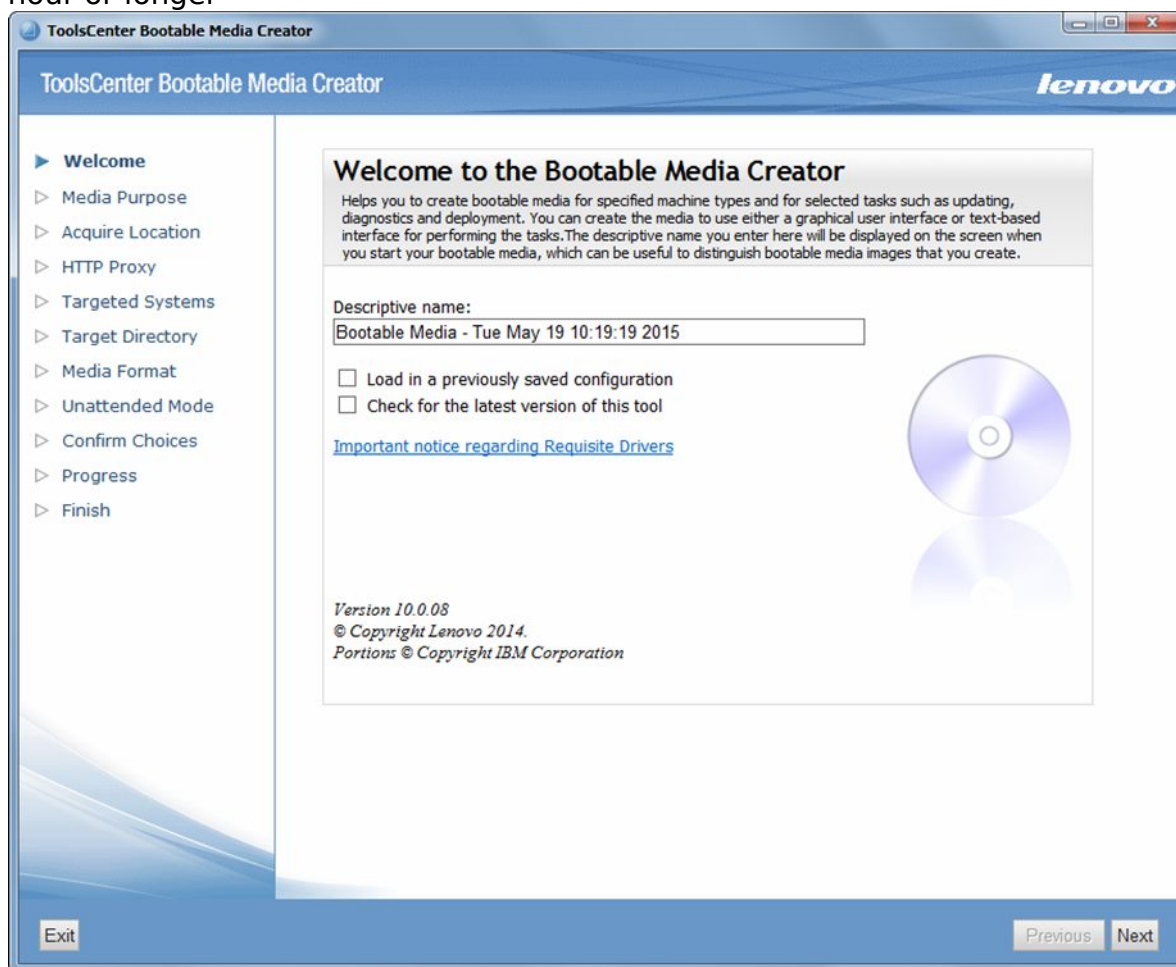 hour or longer
ToolsCenter Bootable Media Creator
ToolsCenter Bootable Media Creator
lenovo
Welcome
Media Purpose
Acquire Location
HTTP Proxy
Targeted Systems
Target Directory
Media Format
Unattended Mode
Confirm Choices
Progress
Finish
Welcome to the Bootable Media Creator
Helps you to create bootable media for specified machine types and for selected tasks such as updating,
diagnostics and deployment. You can create the media to use either a graphical user interface or text-based
interface for performing the tasks.The descriptive name you enter here will be displayed on the screen when
you start your bootable media, which can be useful to distinguish bootable media images that you create.
Descriptive name:
Bootable Media - Tue May 19 10:19:19 2015
Load in a previously saved configuration
Check for the latest version of this tool
Important notice regarding Requisite Drivers
Version 10.0.08
© Copyright Lenovo 2014.
Portions © Copyright IBM Corporation
Exit
Previous Next